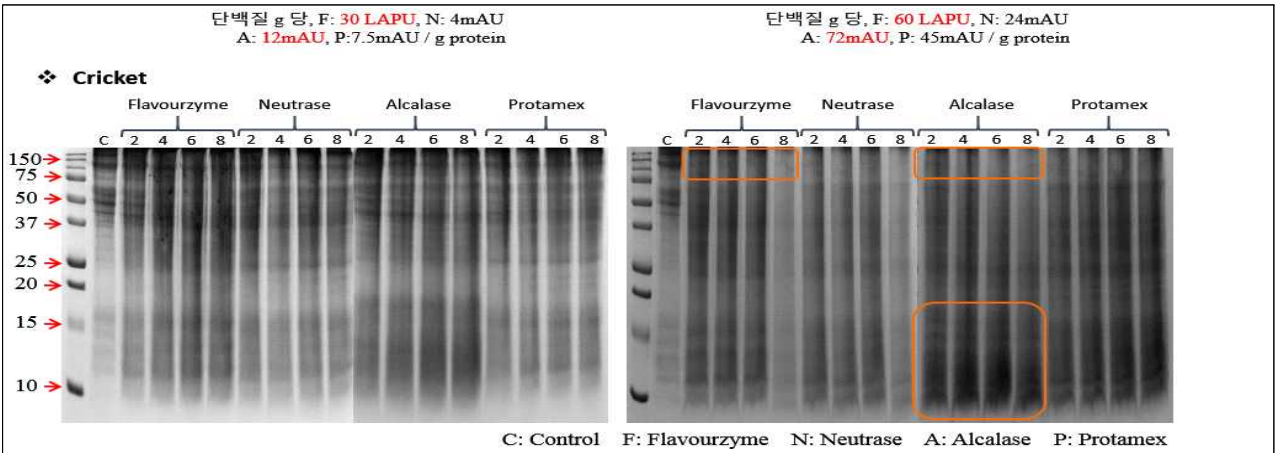 단백질 g 당, F: 30 LAPU, N: 4mAU
A: 12mAU, P:7.5mAU / g protein
단백질 g 당, F: 60 LAPU, N: 24mAU
A: 72mAU, P: 45mAU / g protein
❖ Cricket
Flavourzyme Neutrase Alcalase Protamex
C 2 4 6 8 2 4 6 8 2 4 6 8 2 4 6 8
Flavourzyme Neutrase Alcalase Protamex
C 2 4 6 8 2 4 6 8 2 4 6 8 2 4 6 8
150
75
50
37
25
20
15
10
C: Control F: Flavourzyme N: Neutrase A: Alcalase P: Protamex